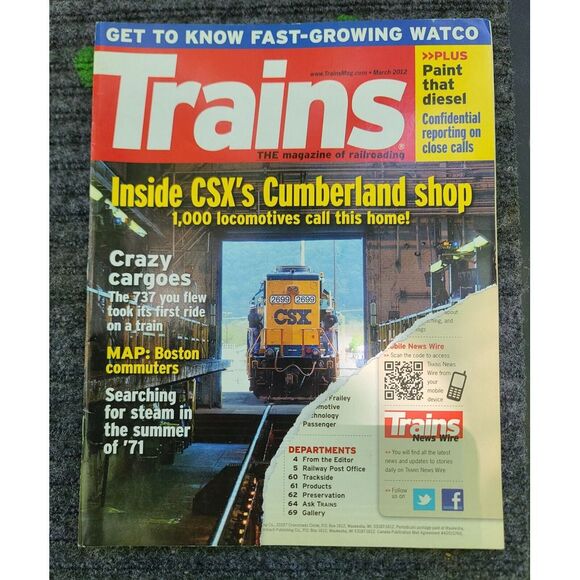 GET TO KNOW FAST-GROWING WATCO
Trains
www.TrainsMag.com • March 2012
THE magazine of railroading
>>PLUS
Paint
that
diesel
Confidential
reporting on
close calls
Inside CSX's Cumberland shop
1,000 locomotives call this home!
Crazy
cargoes
The 737 you flew
took its first ride
on a train
MAP: Boston
commuters
Searching
for steam in
the summer
of '71
2699 2699
CSX
Frailey
Passenger
DEPARTMENTS
4 From the Editor
5 Railway Post Office
60 Trackside
61 Products
62 Preservation
64 Ask TRAINS
69 Gallery
News Wire
>> Scan the code to access
TRAINS News
Wire from
your
mobile
device
Trains
News Wire
>> You will find all the latest
news and updates to stories
daily on TRAINS News Wire
>> Follow
us on